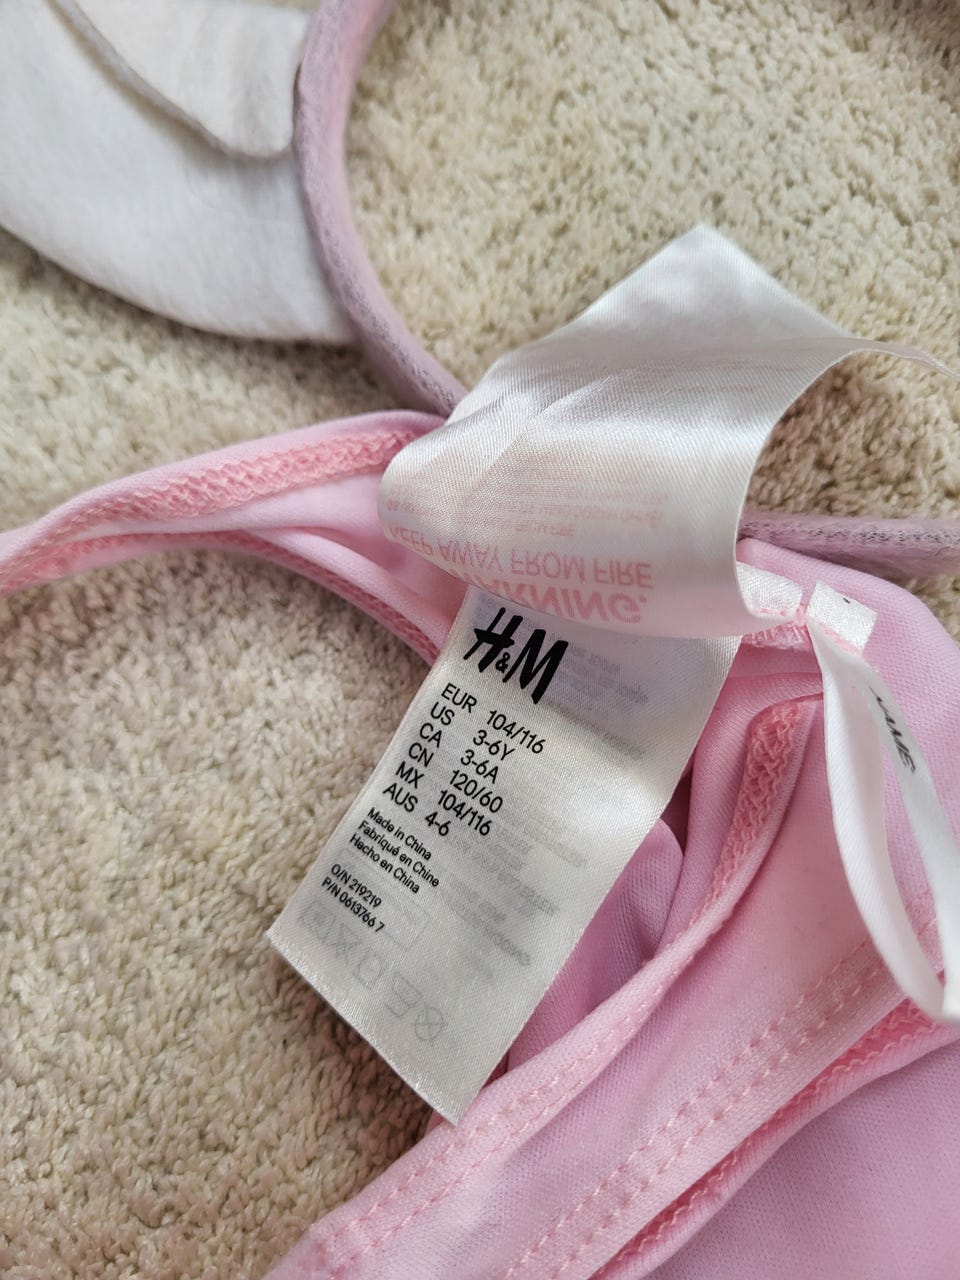 WARNING.
KEEP AWAY FROM FIRE
H&M
EUR 104/116
US 3-6Y
CA 3-6A
CN 120/60
MX 104/116
AUS 4-6
Made in China
Fabriqué en Chine
Hecho en China
O/N 219219
P/N 0613766 7